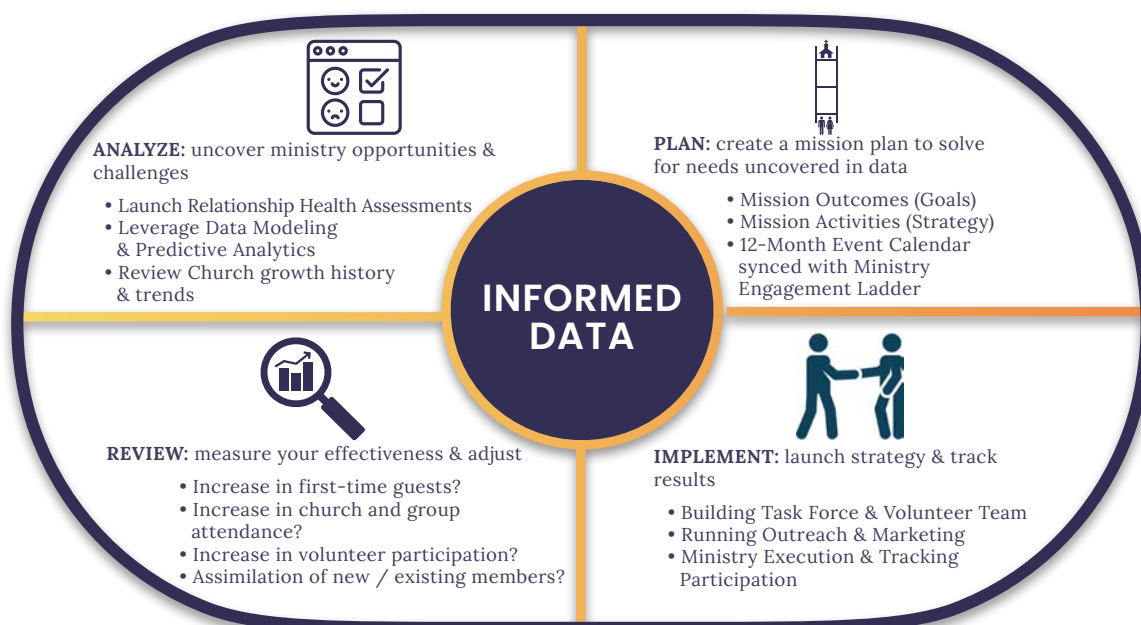 ANALYZE: uncover ministry opportunities &
challenges
• Launch Relationship Health Assessments
• Leverage Data Modeling
& Predictive Analytics
• Review Church growth history
& trends
PLAN: create a mission plan to solve
for needs uncovered in data
• Mission Outcomes (Goals)
• Mission Activities (Strategy)
• 12-Month Event Calendar
synced with Ministry
Engagement Ladder
INFORMED
DATA
REVIEW: measure your effectiveness & adjust
• Increase in first-time guests?
• Increase in church and group
attendance?
• Increase in volunteer participation?
• Assimilation of new / existing members?
IMPLEMENT: launch strategy & track
results
• Building Task Force & Volunteer Team
• Running Outreach & Marketing
• Ministry Execution & Tracking
Participation